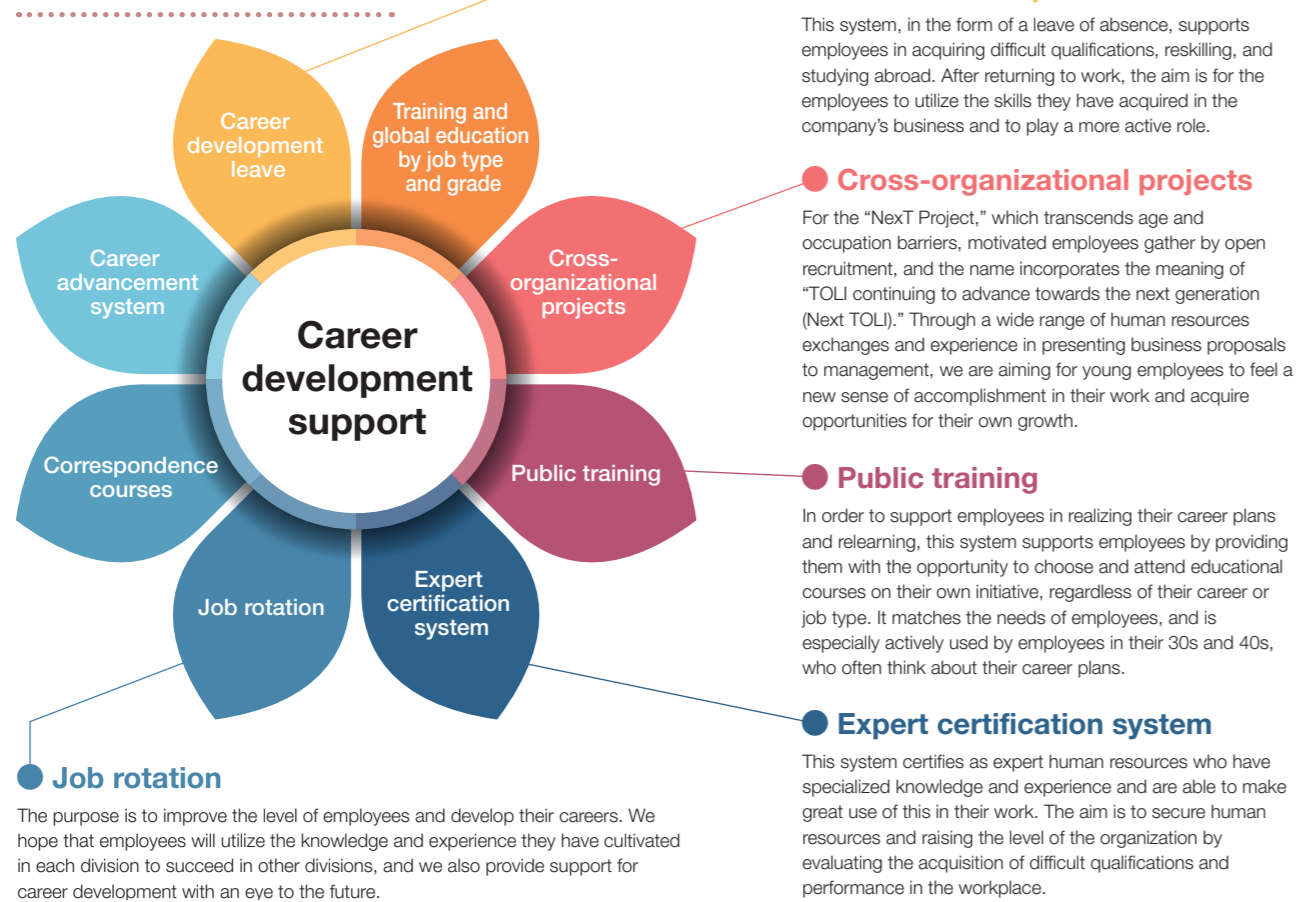 Career
development
leave
Training and
global education
by job type
and grade
Cross-
organizational
projects
Public training
Expert
certification
system
Job rotation
Correspondence
courses
Career
advancement
system
Career
development
support
This system, in the form of a leave of absence, supports
employees in acquiring difficult qualifications, reskilling, and
studying abroad. After returning to work, the aim is for the
employees to utilize the skills they have acquired in the
company’s business and to play a more active role.
Cross-organizational projects
For the “NexT Project,” which transcends age and
occupation barriers, motivated employees gather by open
recruitment, and the name incorporates the meaning of
“TOLI continuing to advance towards the next generation
(Next TOLI).” Through a wide range of human resources
exchanges and experience in presenting business proposals
to management, we are aiming for young employees to feel a
new sense of accomplishment in their work and acquire
opportunities for their own growth.
Public training
In order to support employees in realizing their career plans
and relearning, this system supports employees by providing
them with the opportunity to choose and attend educational
courses on their own initiative, regardless of their career or
job type. It matches the needs of employees, and is
especially actively used by employees in their 30s and 40s,
who often think about their career plans.
Expert certification system
This system certifies as expert human resources who have
specialized knowledge and experience and are able to make
great use of this in their work. The aim is to secure human
resources and raising the level of the organization by
evaluating the acquisition of difficult qualifications and
performance in the workplace.
Job rotation
The purpose is to improve the level of employees and develop their careers. We
hope that employees will utilize the knowledge and experience they have cultivated
in each division to succeed in other divisions, and we also provide support for
career development with an eye to the future.